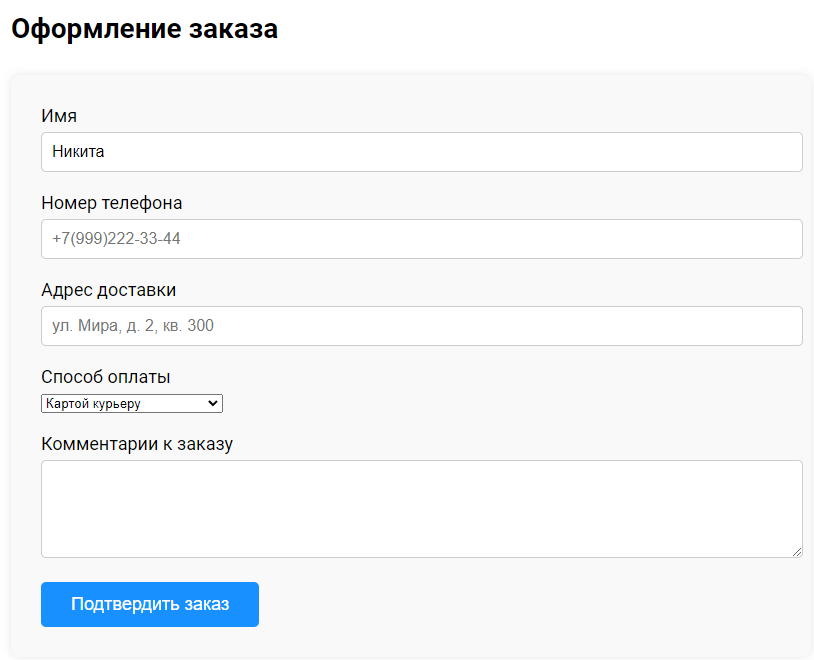 Оформление заказа
Имя
Никита
Номер телефона
+7(999)222-33-44
Адрес доставки
ул. Мира, д. 2, кв. 300
Способ оплаты
Картой курьеру
Комментарии к заказу
Подтвердить заказ